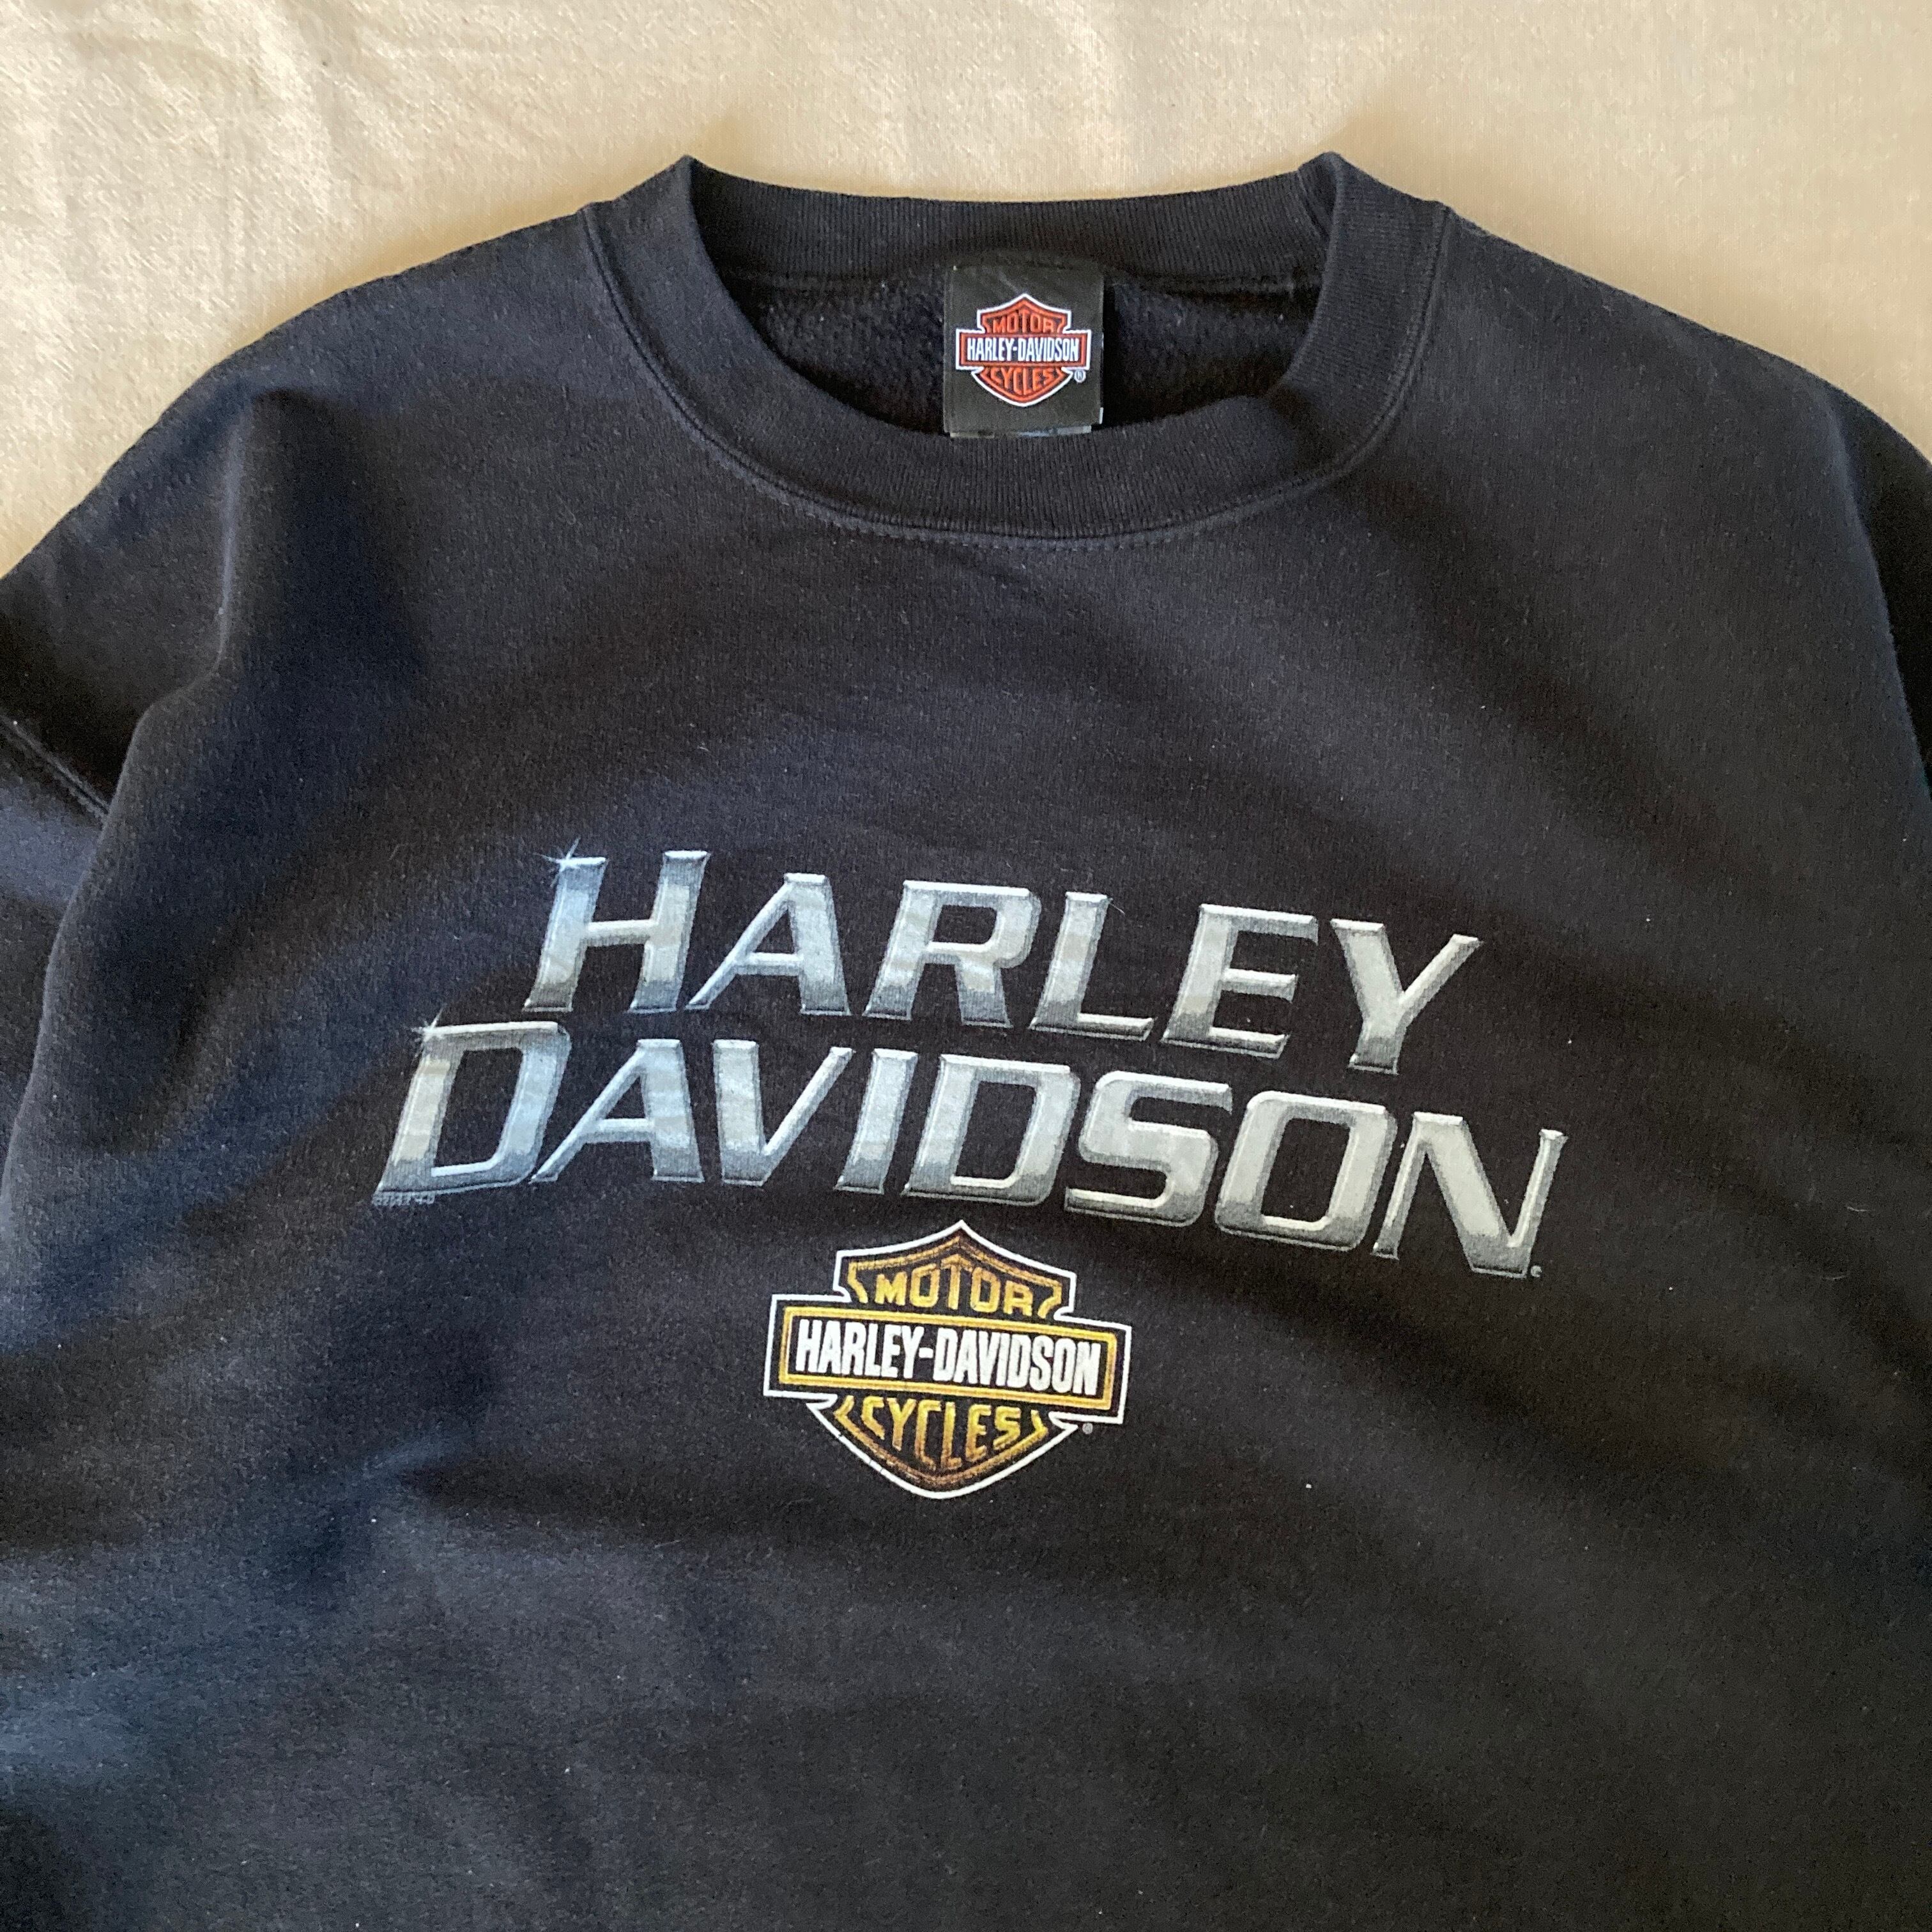 MOTOR
HARLEY-DAVIDSON
CYCLES
®
HARLEY
DAVIDSON
MOTOR
HARLEY-DAVIDSON
CYCLES